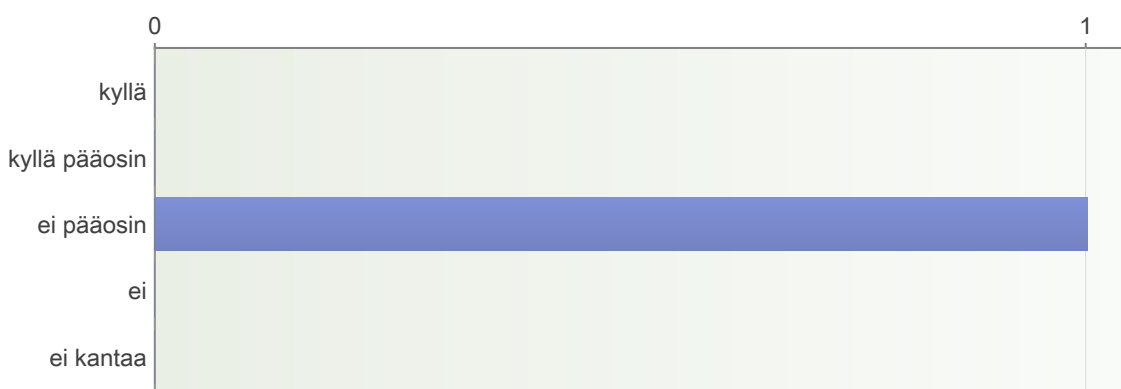 0 1
kyllä
kyllä pääosin
ei pääosin
ei
ei kantaa